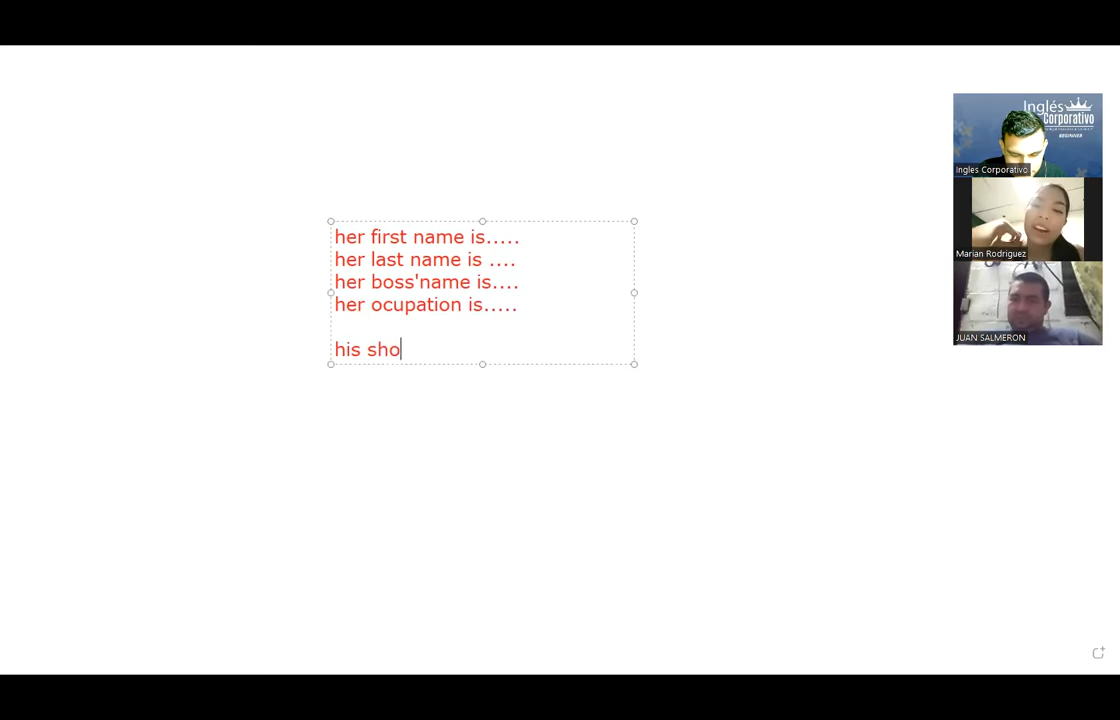 her first name is.....
her last name is ....
her boss'name is....
her ocupation is.....
his sho
Inglés
Corporativo
BEGINNER
Ingles Corporativo
Marian Rodriguez
JUAN SALMERON